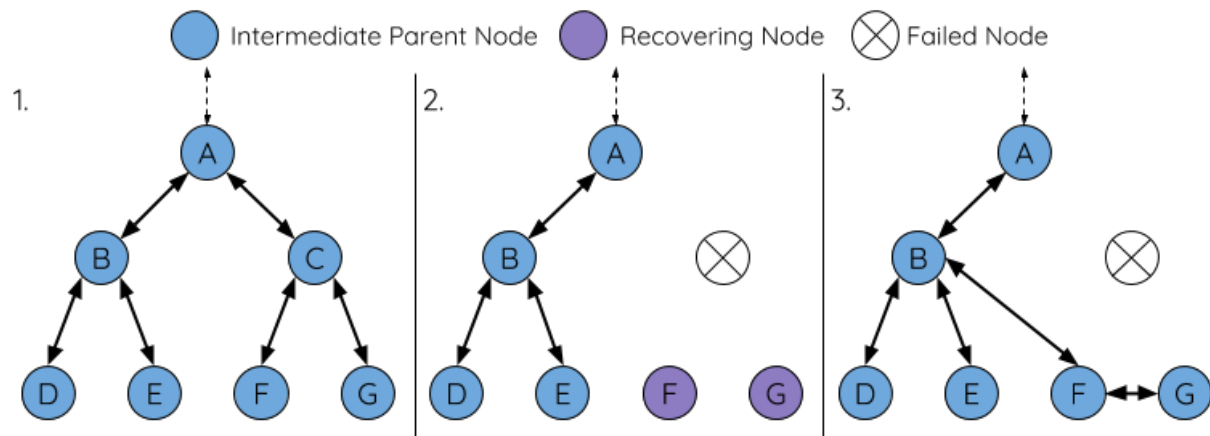 Intermediate Parent Node Recovering Node Failed Node
1. 2. 3.
A A A
B C B B
D E F G D E F G D E F G